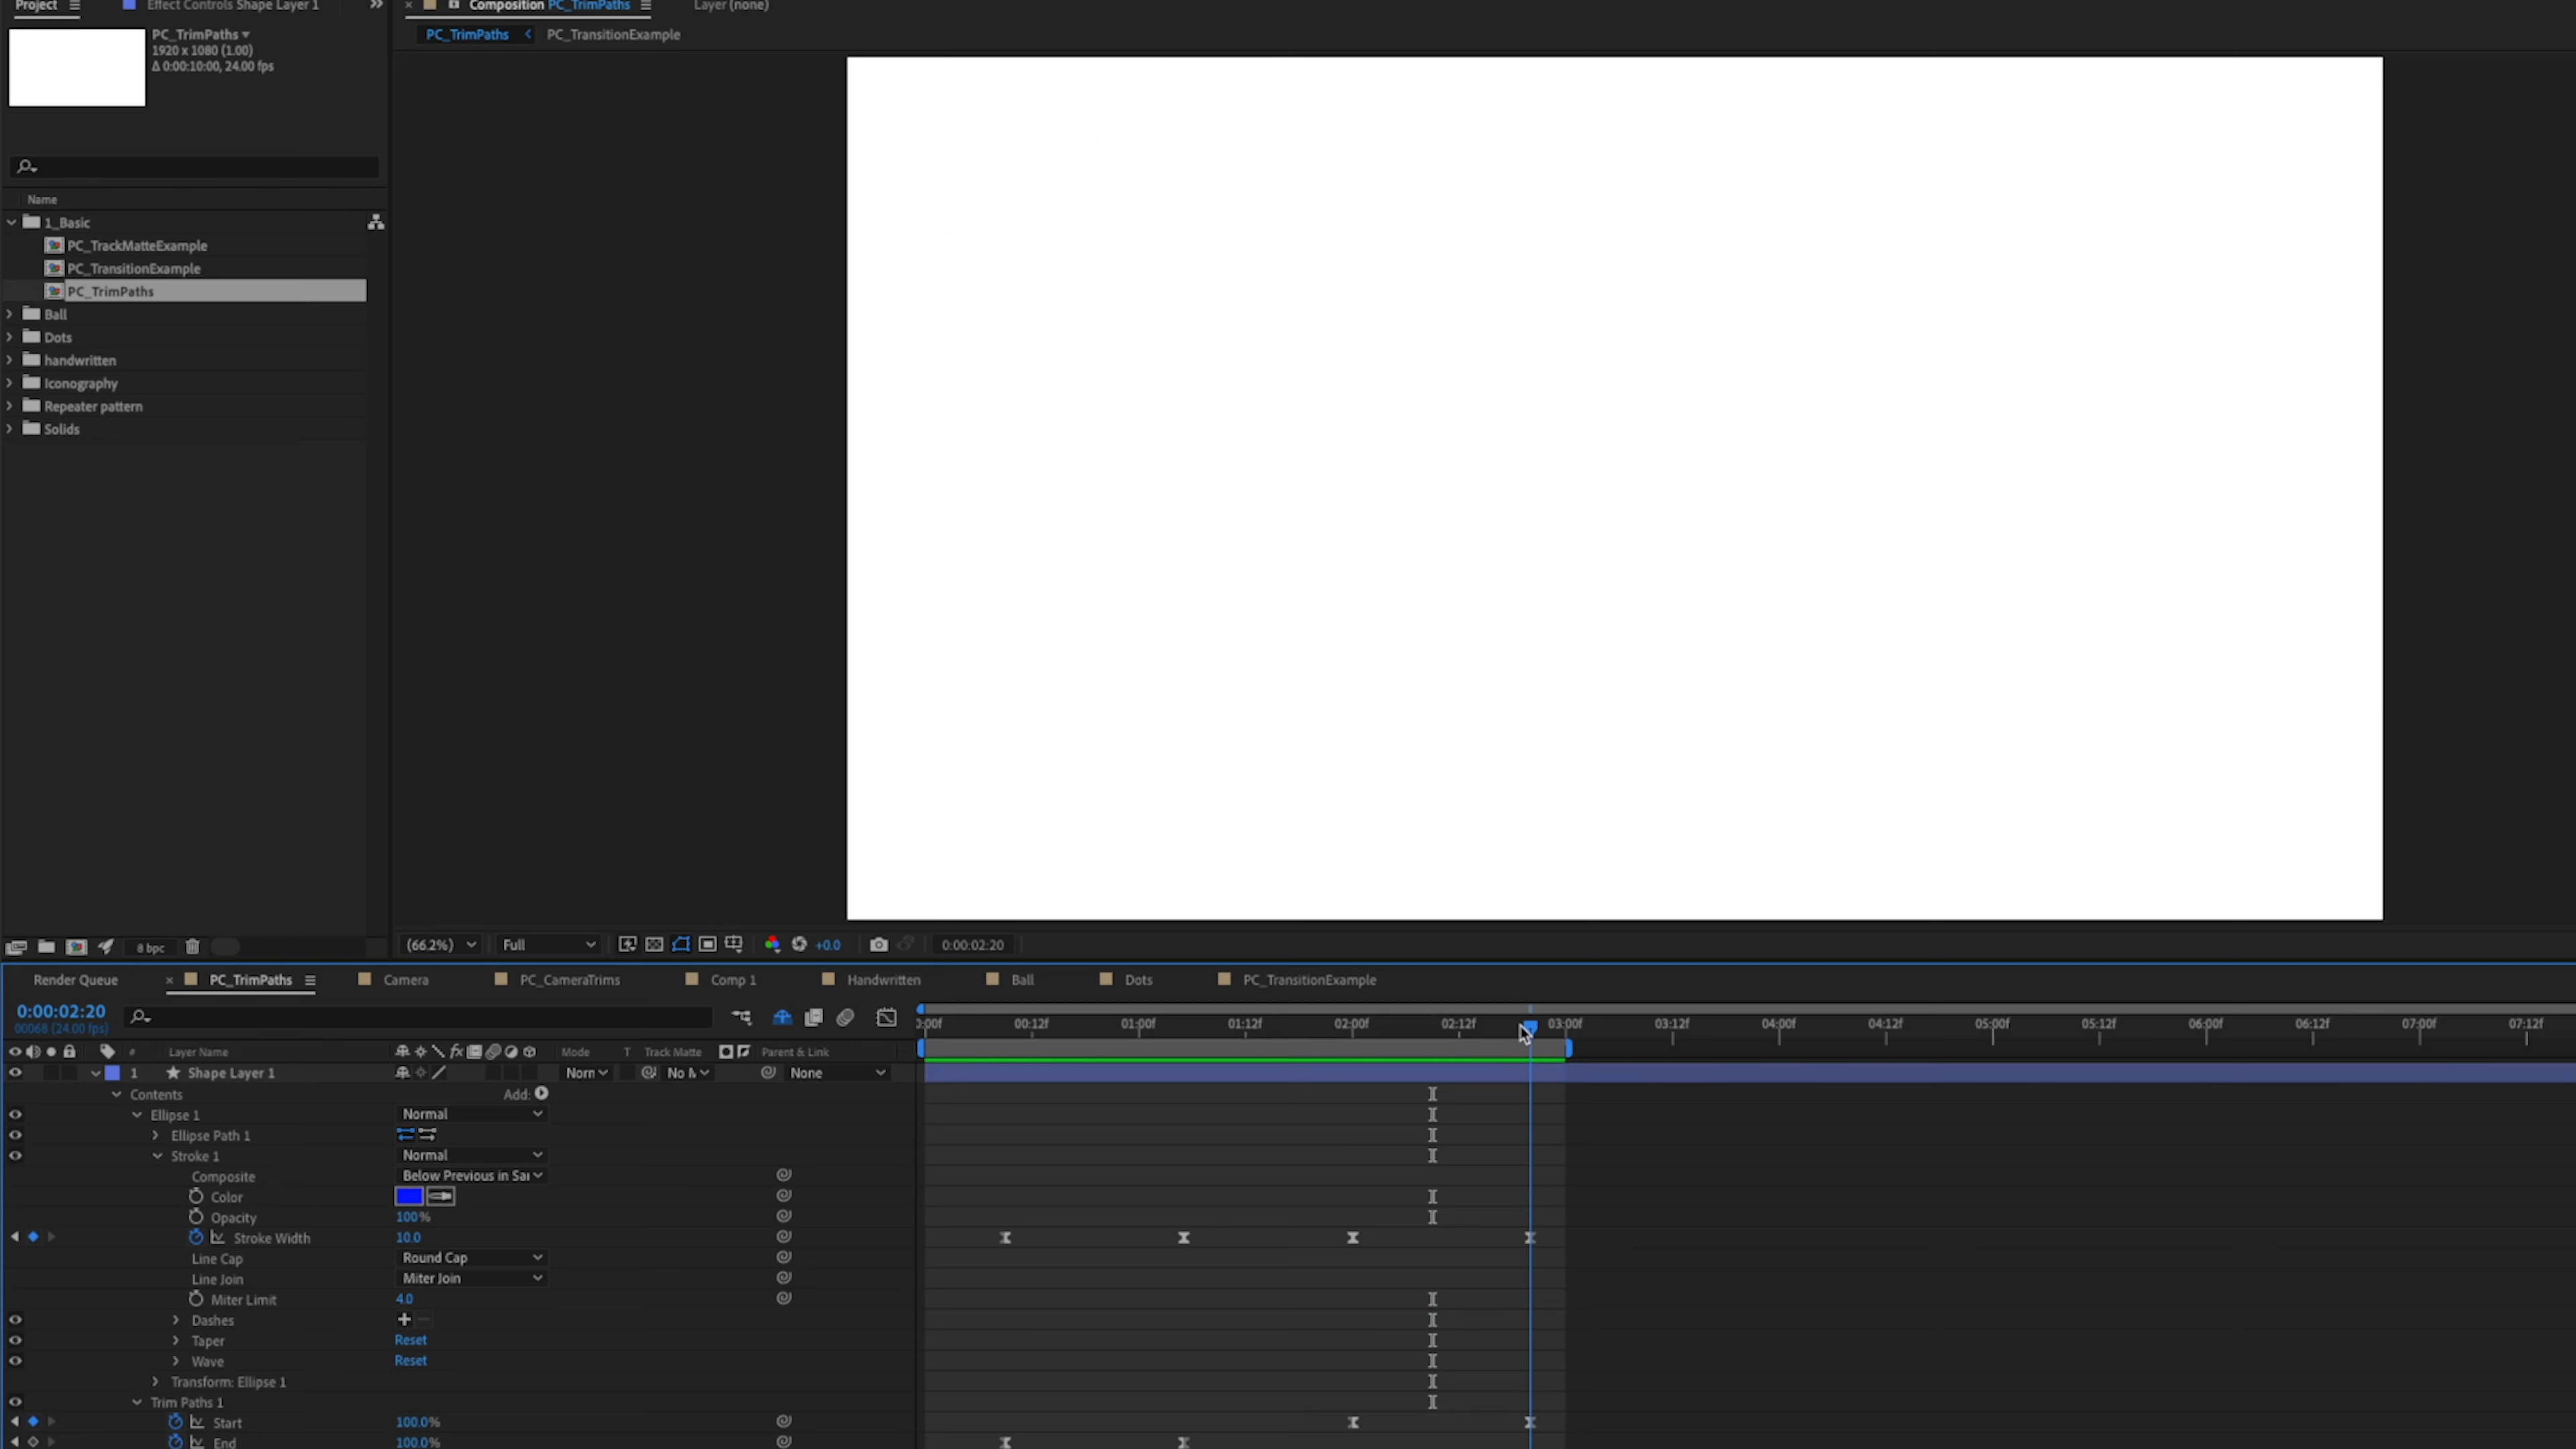 Project
Effect Controls Shape Layer 1
Composition PC_TrimPaths
Layer (none)
PC_TrimPaths
1920 x 1080 (1.00)
Δ 0:00:10:00, 24.00 fps
PC_TrimPaths
PC_TransitionExample
Name
1_Basic
PC_TrackMatteExample
PC_TransitionExample
PC_TrimPaths
Ball
Dots
handwritten
Iconography
Repeater pattern
Solids
8 bpc
(66.2%)
Full
+0.0
0:00:02:20
Render Queue
PC_TrimPaths
Camera
PC_CameraTrims
Comp 1
Handwritten
Ball
Dots
PC_TransitionExample
0:00:02:20
00068 (24.00 fps)
:00f 00:12f 01:00f 01:12f 02:00f 02:12f 03:00f 03:12f 04:00f 04:12f 05:00f 05:12f 06:00f 06:12f 07:00f 07:12f
# Layer Name fx Mode T Track Matte Parent & Link
1 Shape Layer 1 Norm No M None
Contents Add:
Ellipse 1 Normal
Ellipse Path 1
Stroke 1 Normal
Composite Below Previous in Sar
Color
Opacity 100%
Stroke Width 10.0
Line Cap Round Cap
Line Join Miter Join
Miter Limit 4.0
Dashes
Taper Reset
Wave Reset
Transform: Ellipse 1
Trim Paths 1
Start 100.0%
End 100.0%